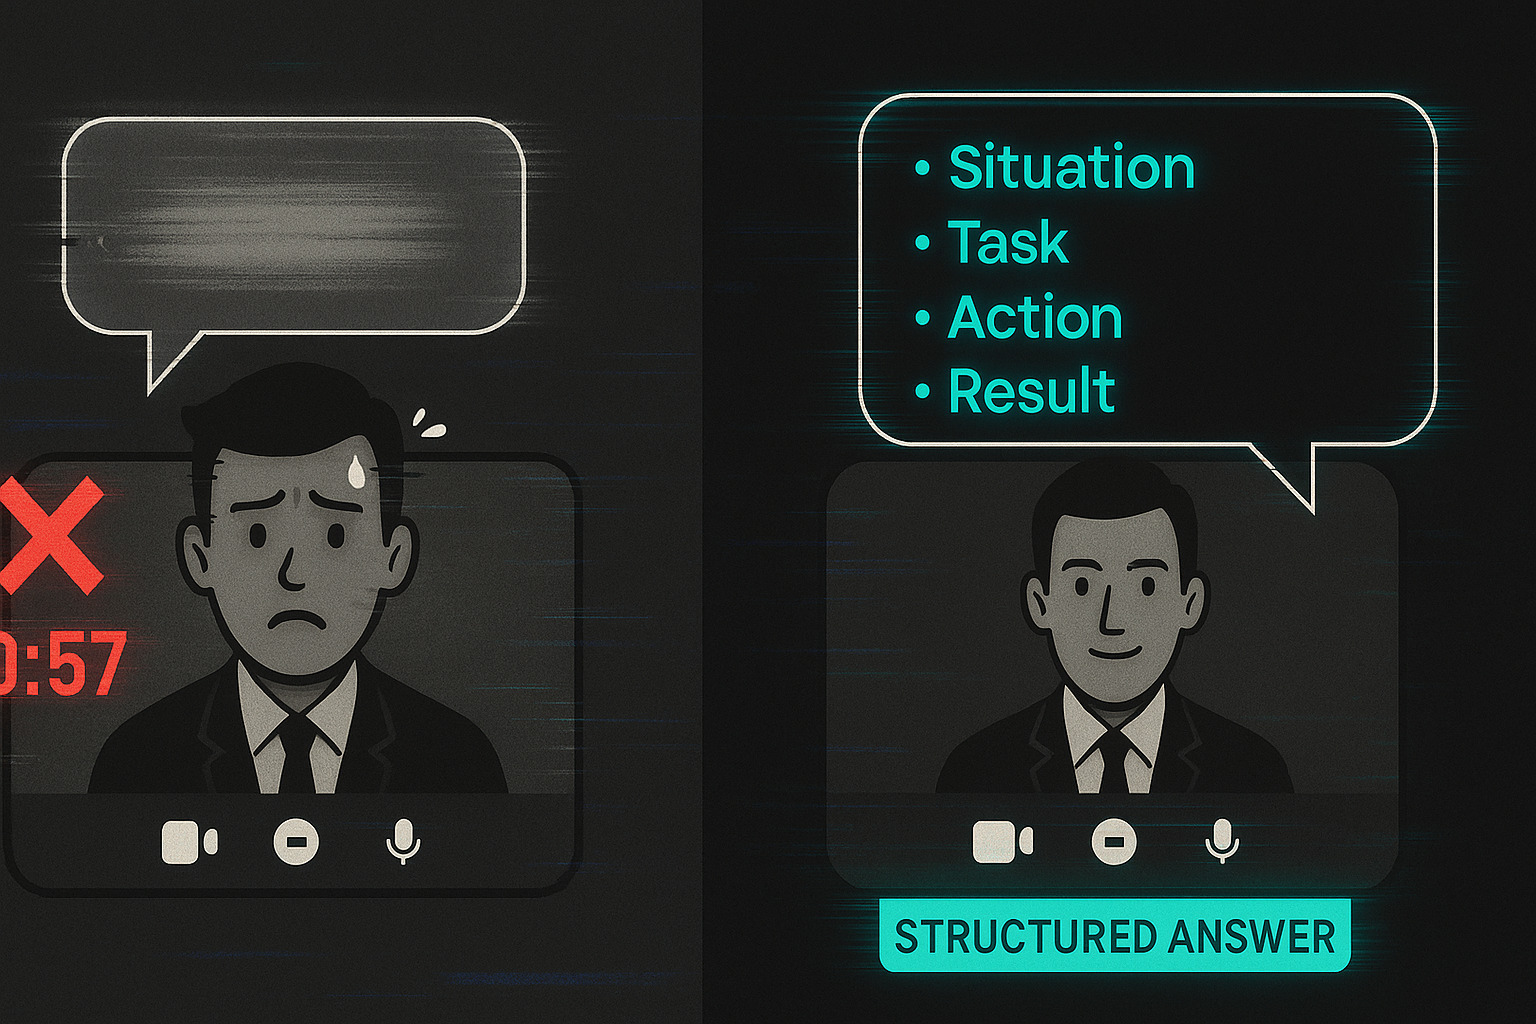 0:57
• Situation
• Task
• Action
• Result
STRUCTURED ANSWER